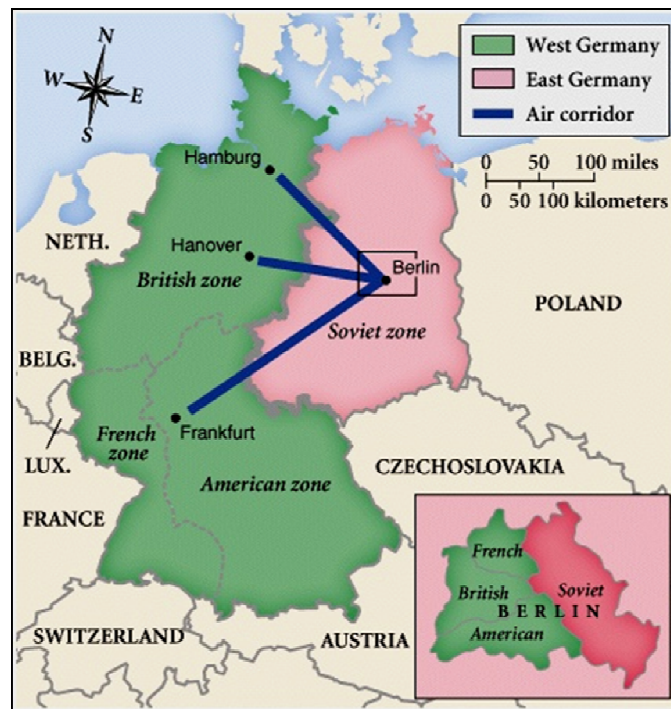 N
W
E
S
West Germany
East Germany
Air corridor
0 50 100 miles
0 50 100 kilometers
Hamburg
NETH.
Hanover
British zone
Berlin
Soviet zone
POLAND
BELG.
French
zone
Frankfurt
LUX.
American zone
CZECHOSLOVAKIA
FRANCE
SWITZERLAND
AUSTRIA
French
British
Soviet
BERLIN
American